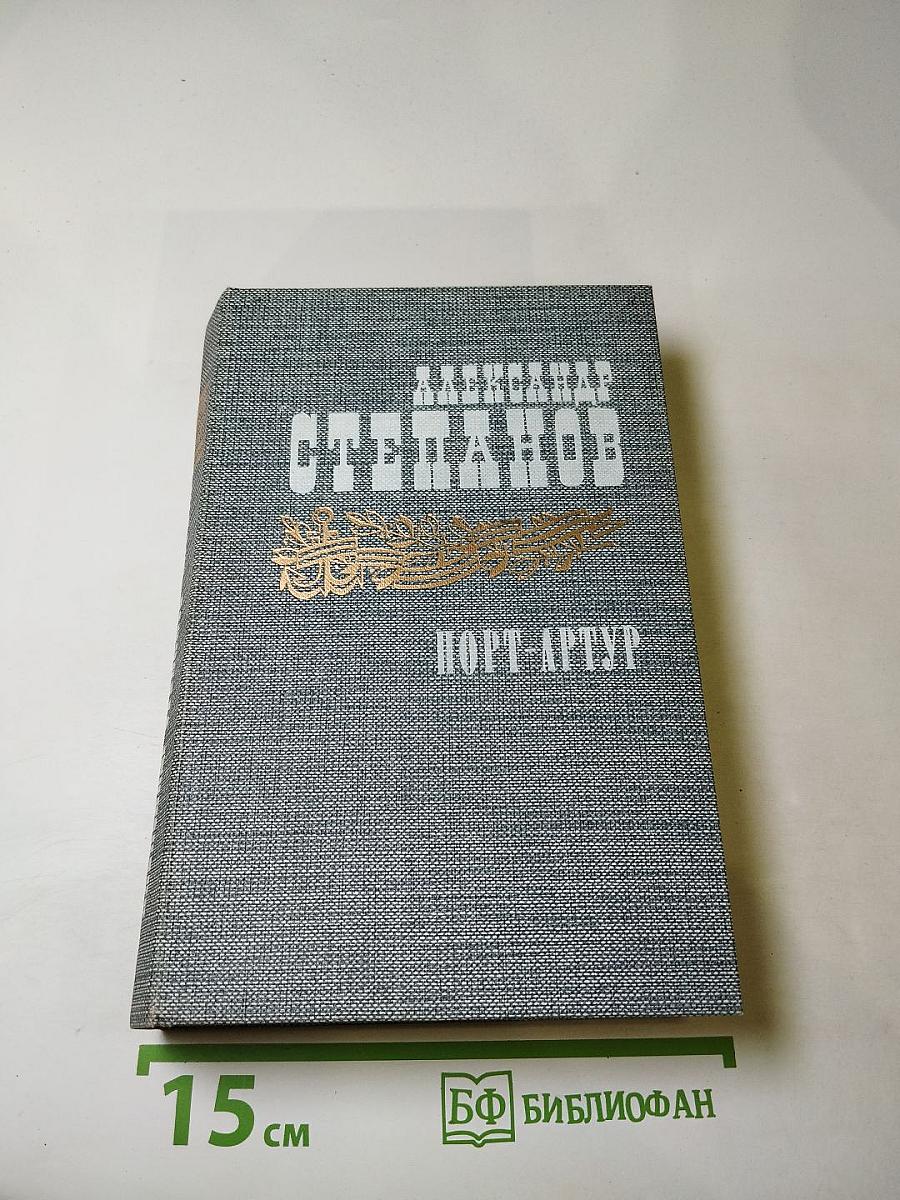 АЛЕКСАНДР
СТЕПАНОВ
ПОРТ-АРТУР
15 см
БФ БИБЛИОФАН